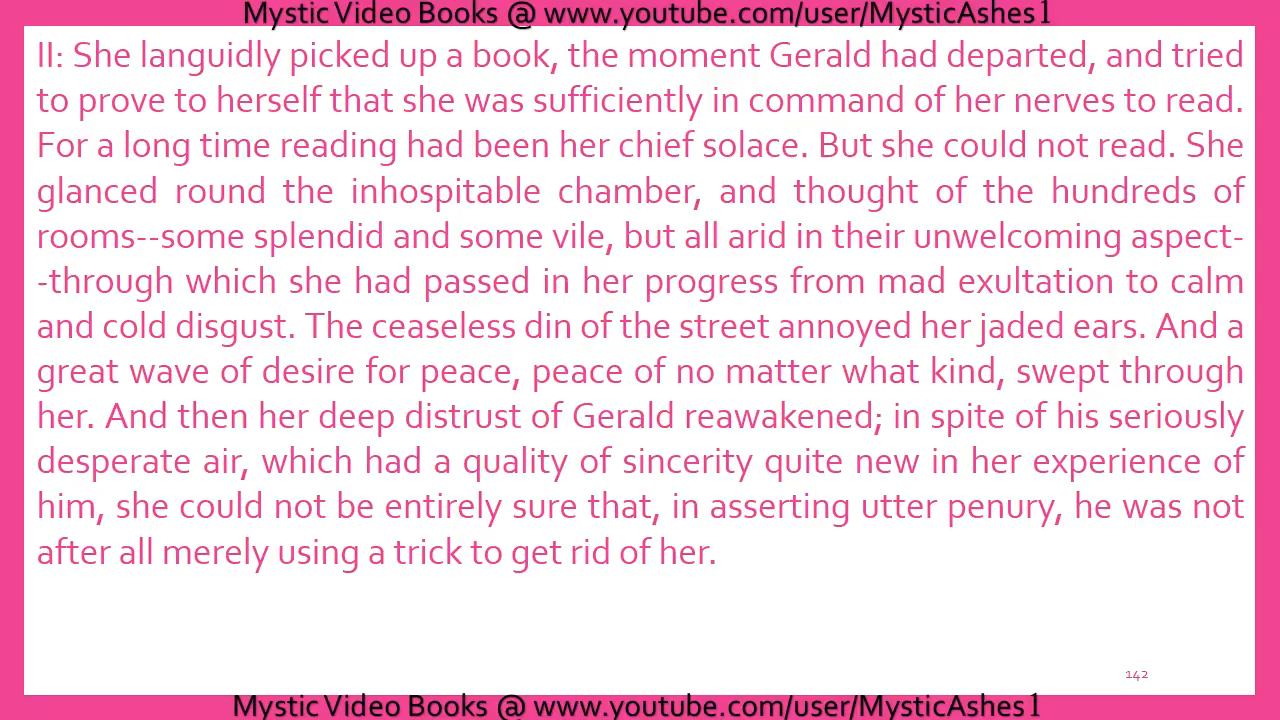 Mystic Video Books @ www.youtube.com/user/MysticAshes1
II: She languidly picked up a book, the moment Gerald had departed, and tried
to prove to herself that she was sufficiently in command of her nerves to read.
For a long time reading had been her chief solace. But she could not read. She
glanced round the inhospitable chamber, and thought of the hundreds of
rooms--some splendid and some vile, but all arid in their unwelcoming aspect-
-through which she had passed in her progress from mad exultation to calm
and cold disgust. The ceaseless din of the street annoyed her jaded ears. And a
great wave of desire for peace, peace of no matter what kind, swept through
her. And then her deep distrust of Gerald reawakened; in spite of his seriously
desperate air, which had a quality of sincerity quite new in her experience of
him, she could not be entirely sure that, in asserting utter penury, he was not
after all merely using a trick to get rid of her.
142
Mystic Video Books @ www.youtube.com/user/MysticAshes1